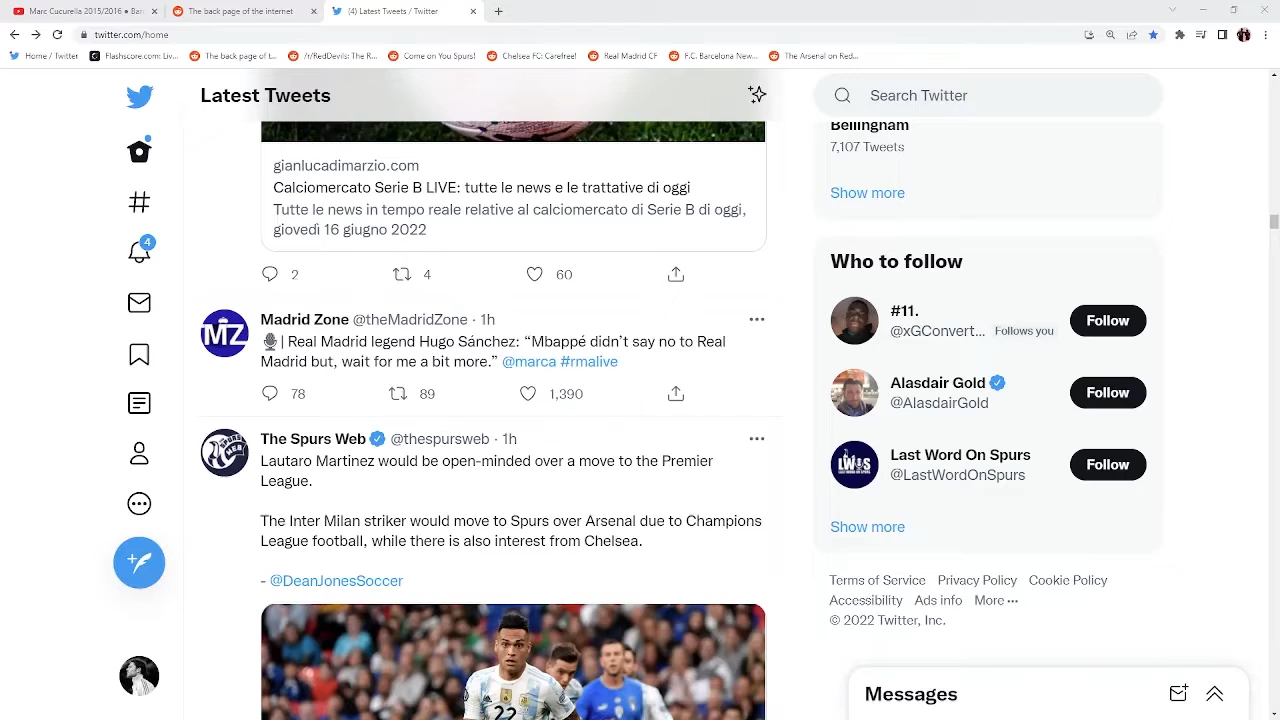 Marc Cucurella 2015/2016 ● Bar
The back page of the internet
(4) Latest Tweets / Twitter
twitter.com/home
Home / Twitter
Flashscore.com: Liv...
The back page of t...
/r/RedDevils: The R...
Come on You Spurs!
Chelsea FC: Carefree!
Real Madrid CF
F.C. Barcelona New...
The Arsenal on Red...
Latest Tweets
Search Twitter
gianlucadimarzio.com
Calciomercato Serie B LIVE: tutte le news e le trattative di oggi
Tutte le news in tempo reale relative al calciomercato di Serie B di oggi,
giovedì 16 giugno 2022
2 4 60
4
MZ
Madrid Zone @theMadridZone · 1h
🎙| Real Madrid legend Hugo Sánchez: “Mbappé didn’t say no to Real
Madrid but, wait for me a bit more.” @marca #rmalive
78 89 1,390
The Spurs Web @thespursweb · 1h
Lautaro Martinez would be open-minded over a move to the Premier
League.
The Inter Milan striker would move to Spurs over Arsenal due to Champions
League football, while there is also interest from Chelsea.
- @DeanJonesSoccer
22
Bellingham
7,107 Tweets
Show more
Who to follow
#11.
@xGConvert... Follows you
Follow
Alasdair Gold
@AlasdairGold
Follow
LWOS
Last Word On Spurs
@LastWordOnSpurs
Follow
Show more
Terms of Service Privacy Policy Cookie Policy
Accessibility Ads info More ···
© 2022 Twitter, Inc.
Messages